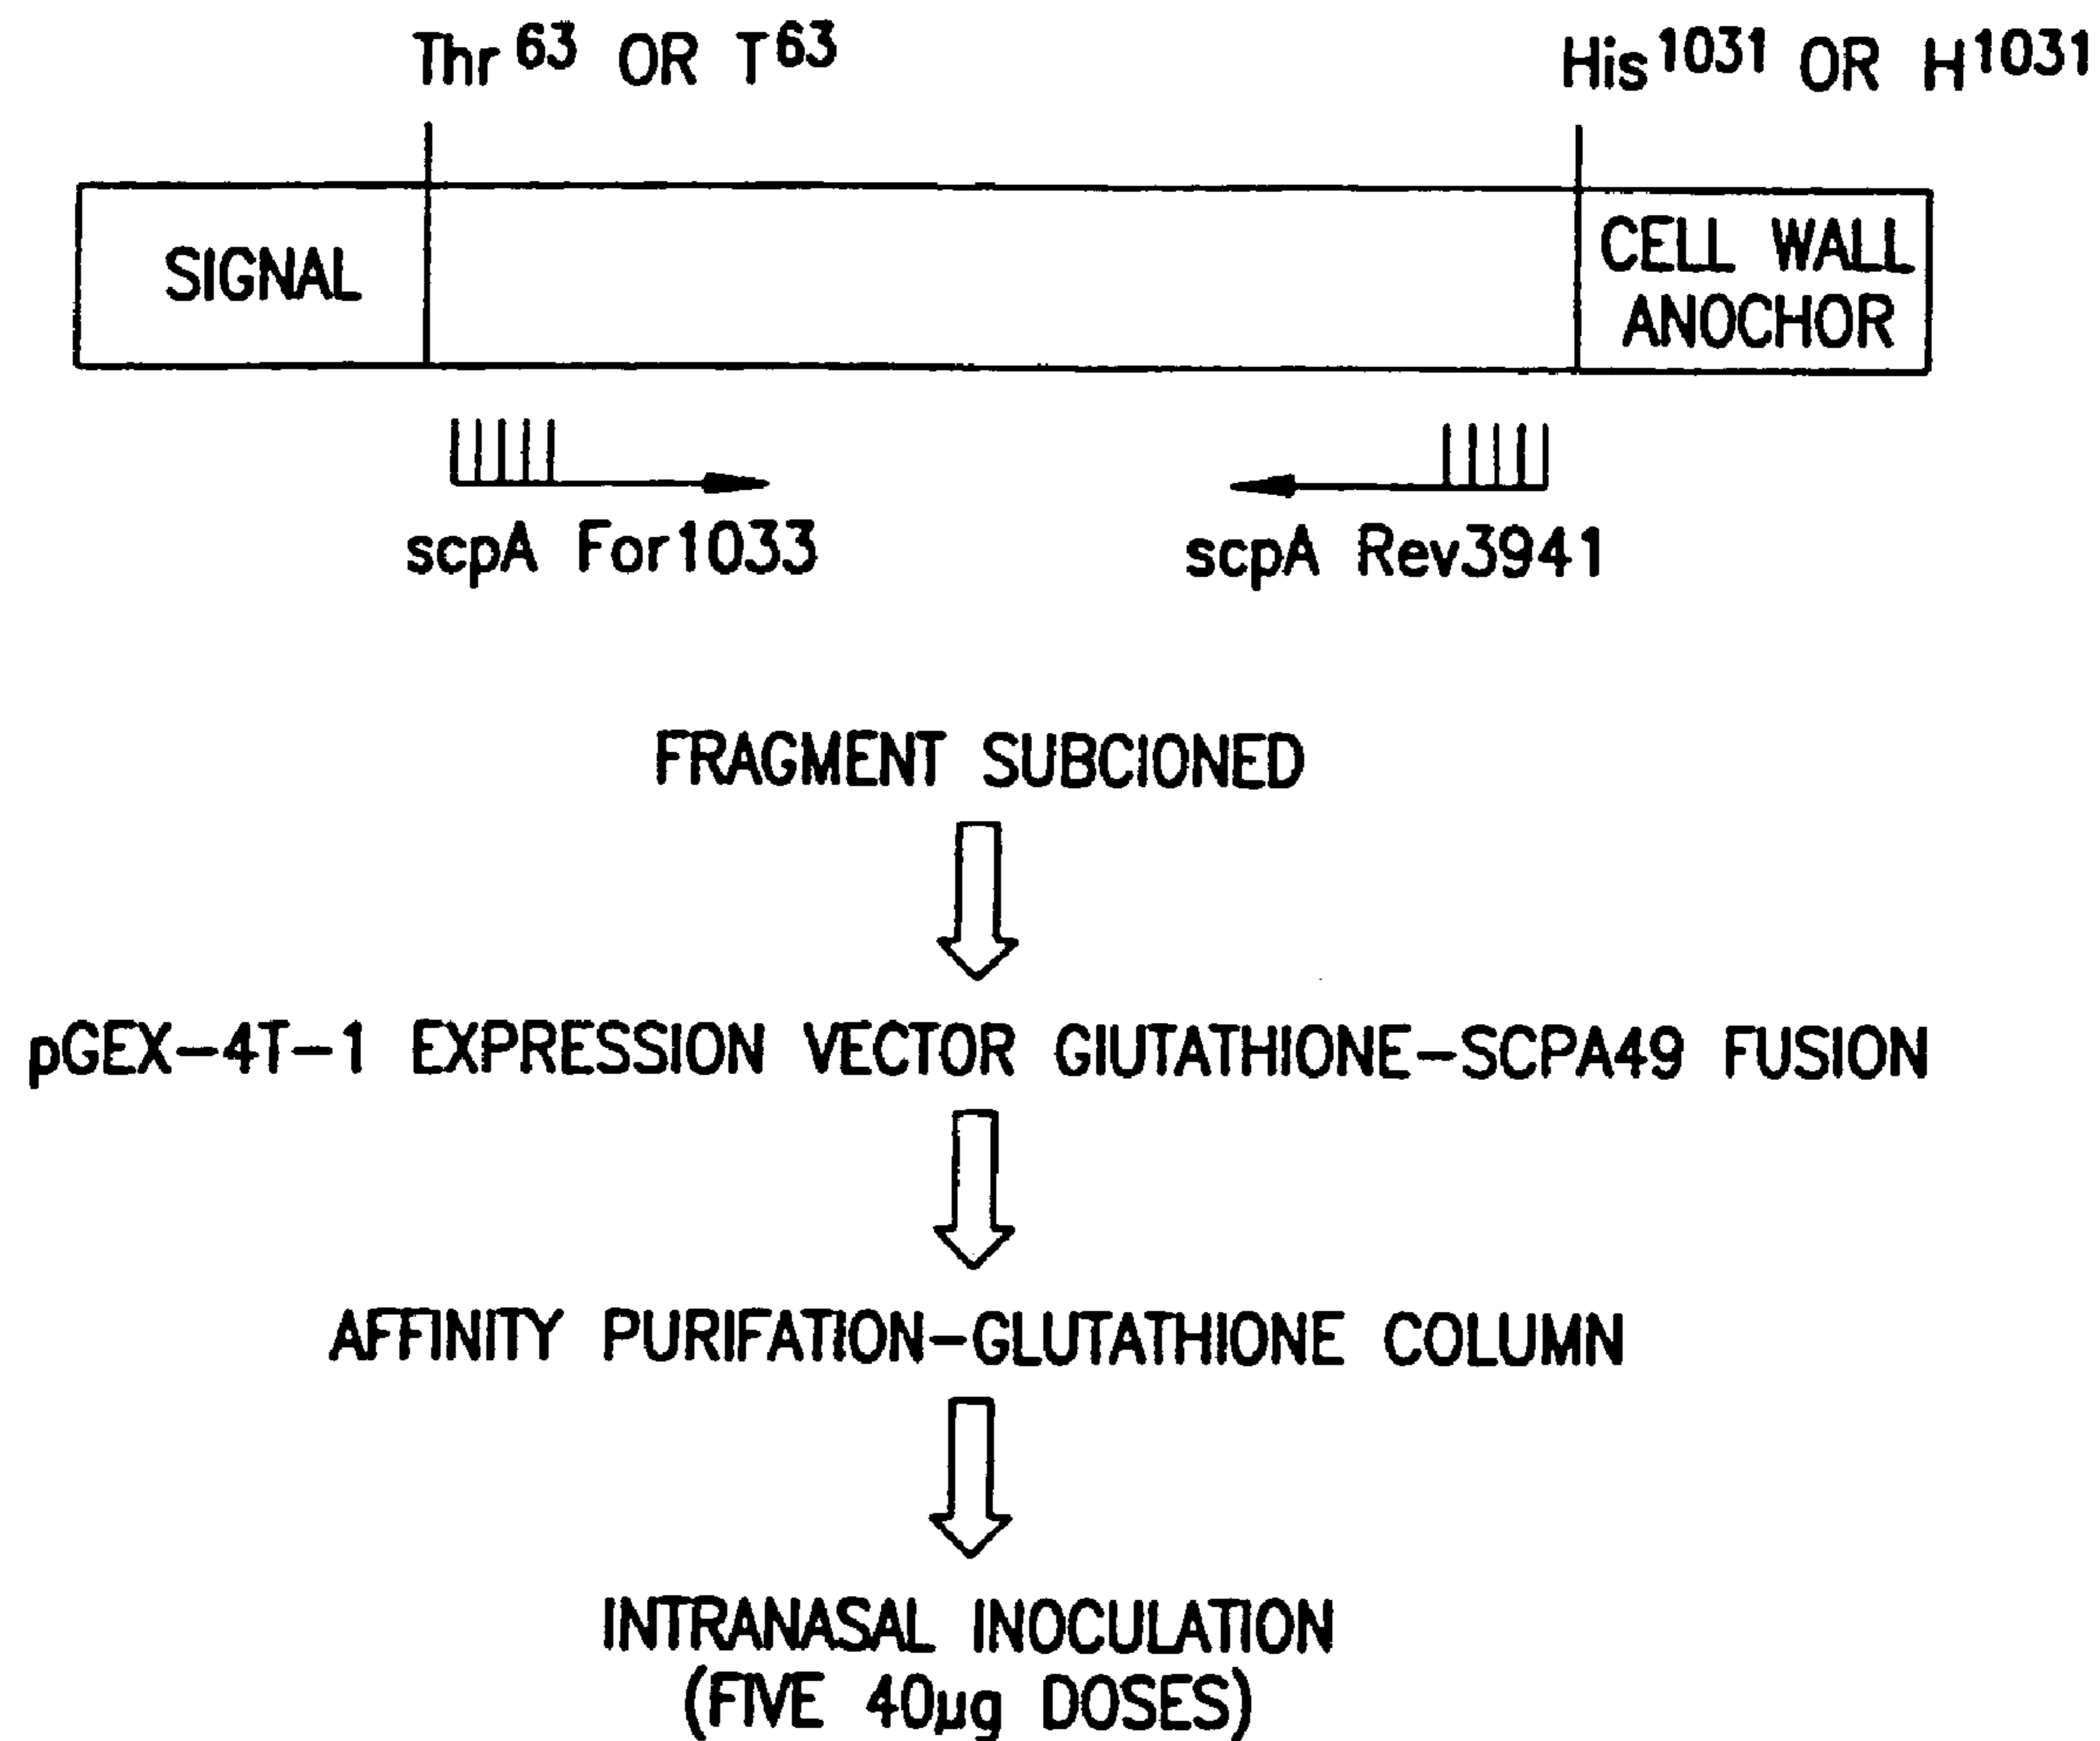 Thr⁶³ OR T⁶³
His¹⁰³¹ OR H¹⁰³¹
SIGNAL
CELL WALL
ANOCHOR
scpA For1033
scpA Rev3941
FRAGMENT SUBCIONED
pGEX-4T-1 EXPRESSION VECTOR GIUTATHIONE-SCPA49 FUSION
AFFINITY PURIFATION-GLUTATHIONE COLUMN
INTRANASAL INOCULATION
(FIVE 40µg DOSES)